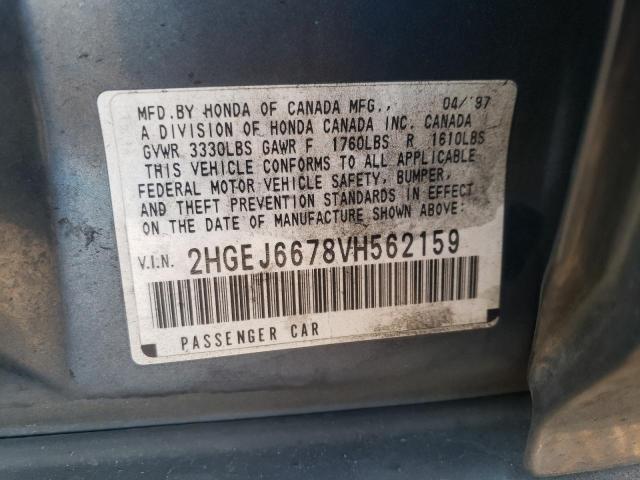 MFD.BY HONDA OF CANADA MFG., 04/'97
A DIVISION OF HONDA CANADA INC. CANADA
GVWR 3330LBS GAWR F 1760LBS R 1610LBS
THIS VEHICLE CONFORMS TO ALL APPLICABLE
FEDERAL MOTOR VEHICLE SAFETY, BUMPER,
AND THEFT PREVENTION STANDARDS IN EFFECT
ON THE DATE OF MANUFACTURE SHOWN ABOVE:
V.I.N. 2HGEJ6678VH562159
PASSENGER CAR